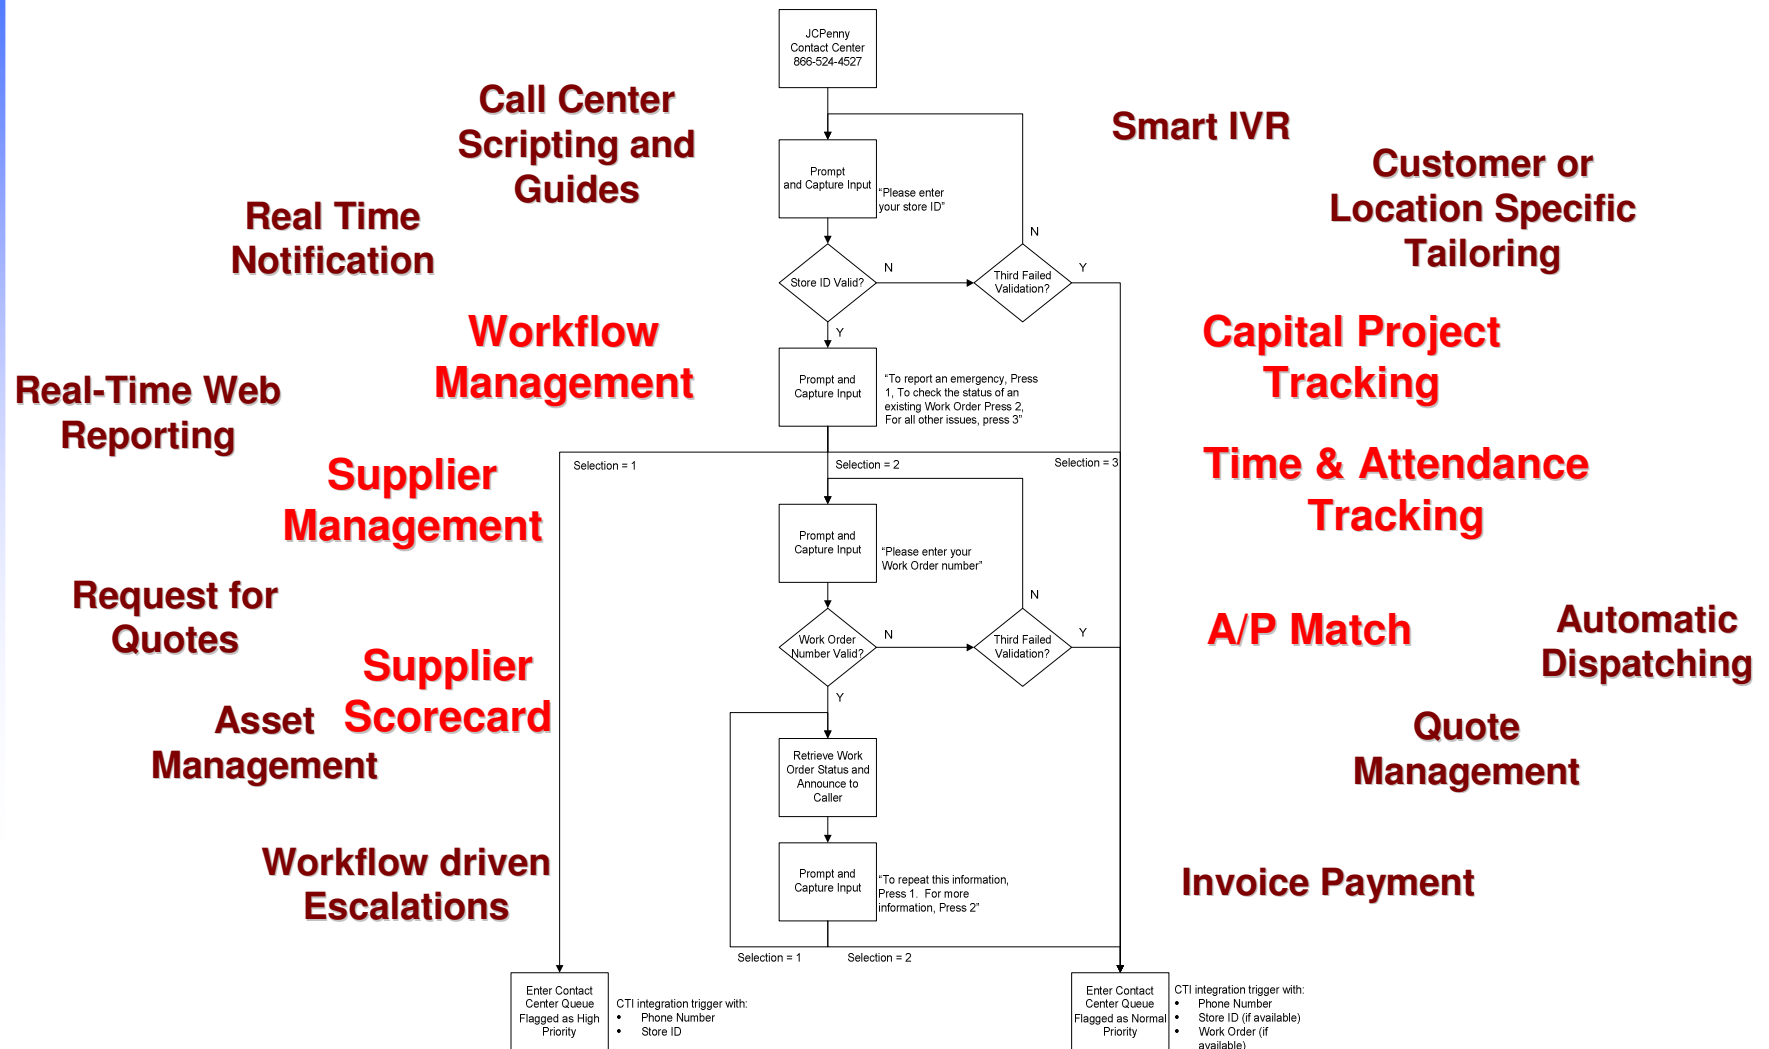 JCPenny
Contact Center
866-524-4527
Call Center
Scripting and
Guides
Smart IVR
Customer or
Location Specific
Tailoring
Prompt
and Capture Input
“Please enter
your store ID”
Real Time
Notification
N
Store ID Valid?
N
Third Failed
Validation?
Y
Y
Workflow
Management
Capital Project
Tracking
Prompt and
Capture Input
“To report an emergency, Press
1, To check the status of an
existing Work Order Press 2,
For all other issues, press 3”
Real-Time Web
Reporting
Selection = 1
Selection = 2
Selection = 3
Supplier
Management
Time & Attendance
Tracking
Prompt and
Capture Input
“Please enter your
Work Order number”
Request for
Quotes
N
Work Order
Number Valid?
N
Third Failed
Validation?
Y
Y
A/P Match
Automatic
Dispatching
Supplier
Scorecard
Asset
Management
Quote
Management
Retrieve Work
Order Status and
Announce to
Caller
Workflow driven
Escalations
Prompt and
Capture Input
“To repeat this information,
Press 1.  For more
information, Press 2”
Invoice Payment
Selection = 1
Selection = 2
Enter Contact
Center Queue
Flagged as High
Priority
CTI integration trigger with:
• Phone Number
• Store ID
Enter Contact
Center Queue
Flagged as Normal
Priority
CTI integration trigger with:
• Phone Number
• Store ID (if available)
• Work Order (if
available)